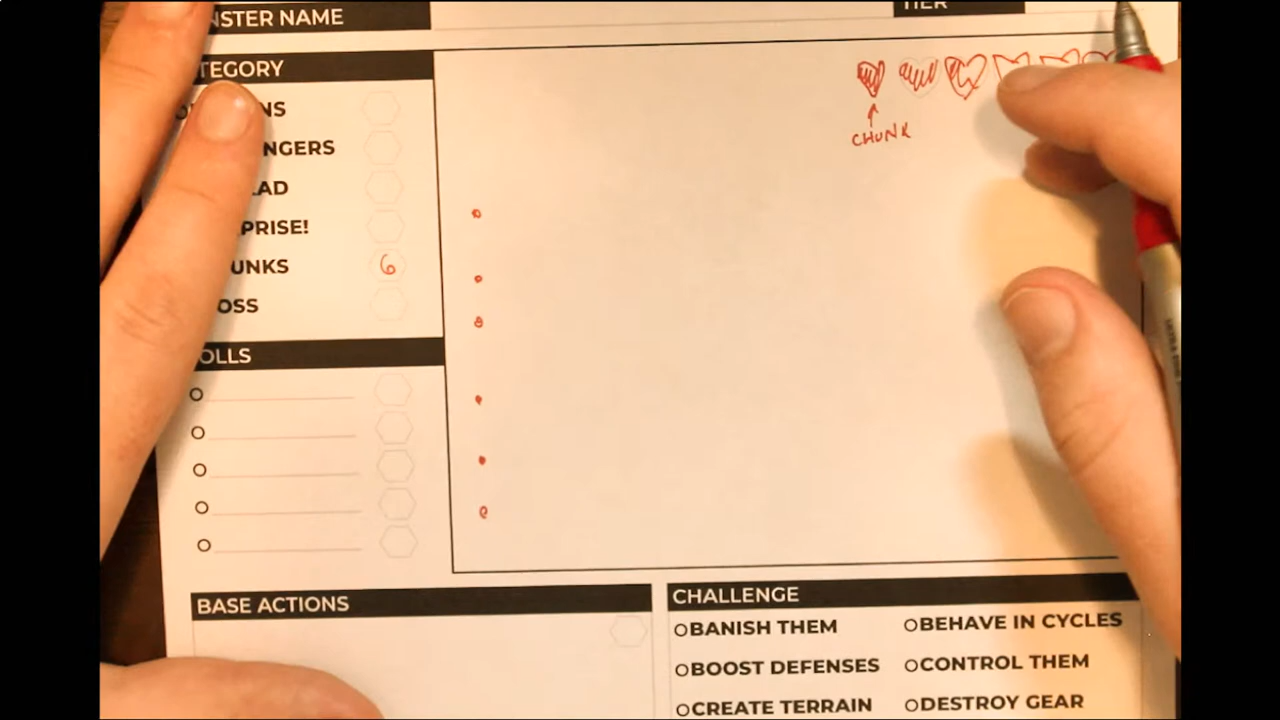 NSTER NAME
TEGORY
NS
NGERS
LAD
PRISE!
UNKS 6
OSS
OLLS
CHUNK
BASE ACTIONS
CHALLENGE
BANISH THEM
BEHAVE IN CYCLES
BOOST DEFENSES
CONTROL THEM
CREATE TERRAIN
DESTROY GEAR